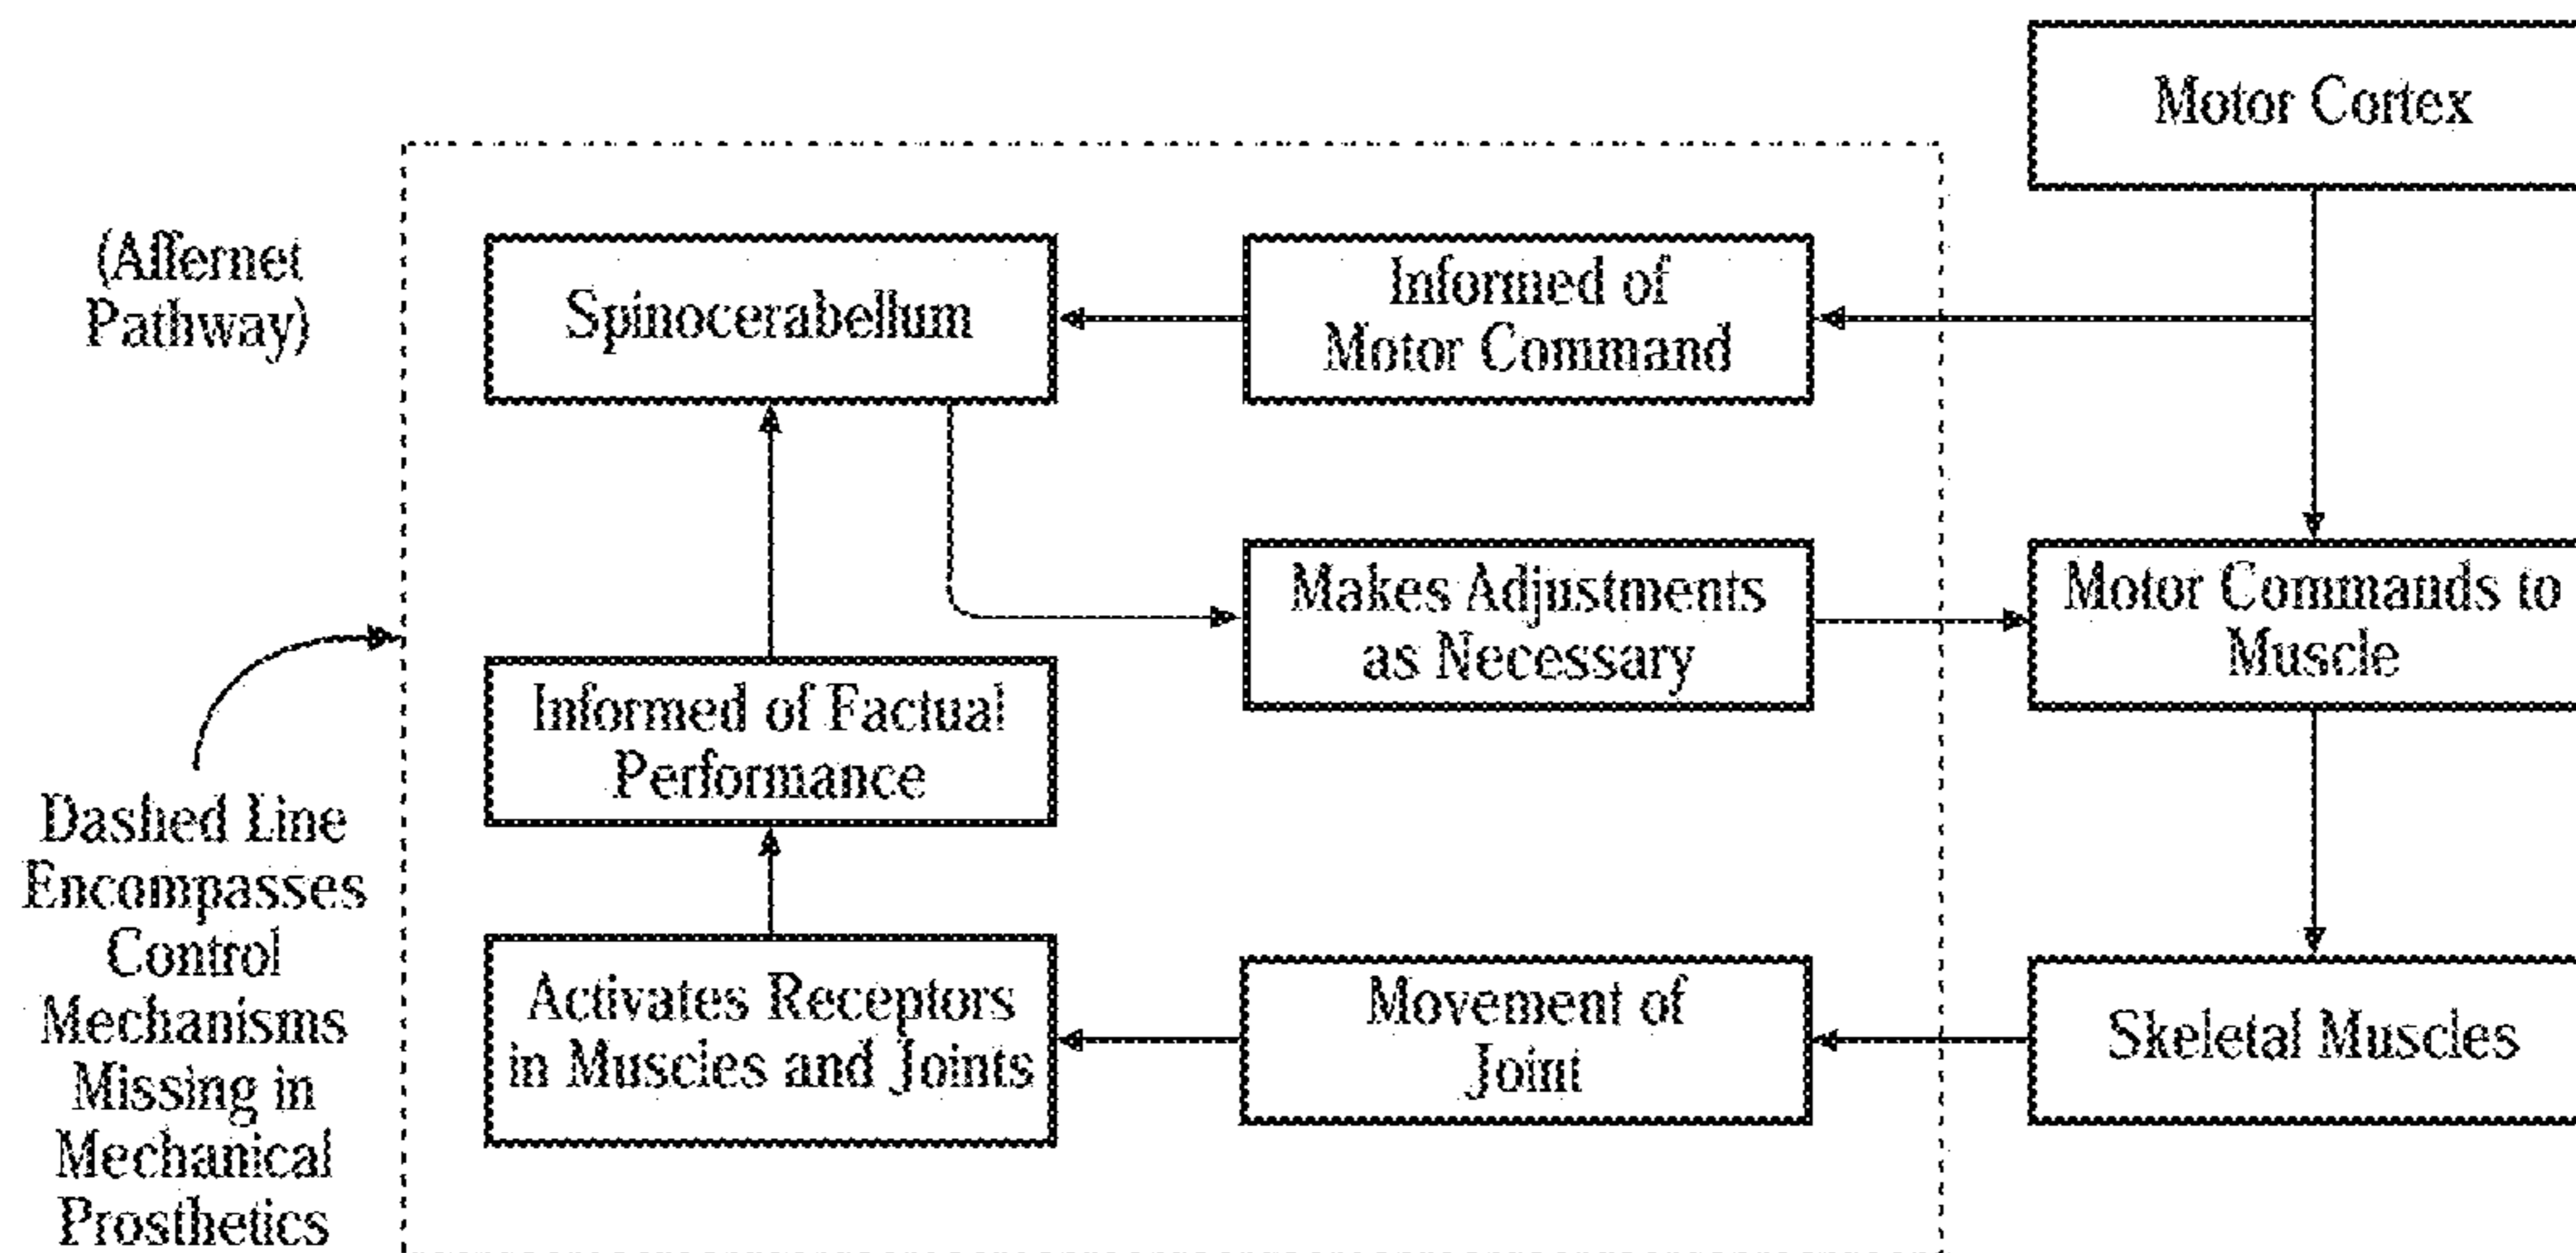 Motor Cortex
(Affernet
Pathway)
Spinocerabellum
Informed of
Motor Command
Makes Adjustments
as Necessary
Motor Commands to
Muscle
Informed of Factual
Performance
Dashed Line
Encompasses
Control
Mechanisms
Missing in
Mechanical
Prosthetics
Activates Receptors
in Muscles and Joints
Movement of
Joint
Skeletal Muscles